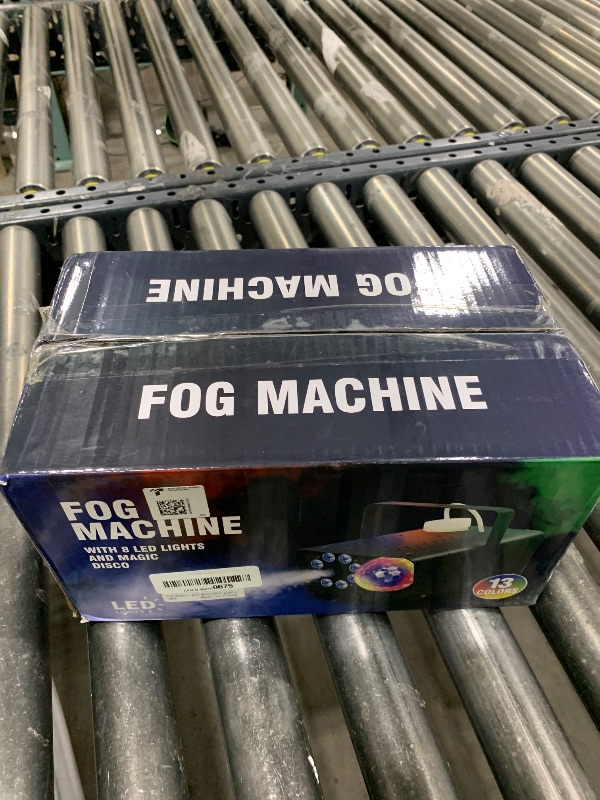 FOG MACHINE
FOG MACHINE
FOG
MACHINE
WITH 8 LED LIGHTS
AND MAGIC
DISCO
LED
13
COLORS